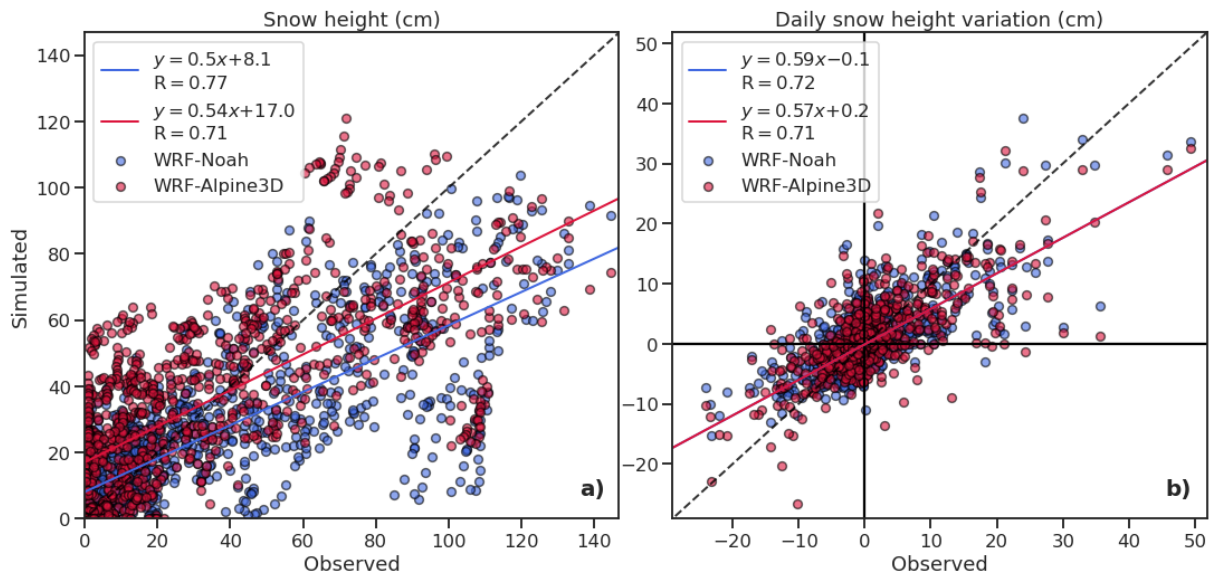 Snow height (cm)
y = 0.5x+8.1
R = 0.77
y = 0.54x+17.0
R = 0.71
WRF-Noah
WRF-Alpine3D
140
120
100
80
60
40
20
0
Simulated
a)
0 20 40 60 80 100 120 140
Observed
Daily snow height variation (cm)
y = 0.59x−0.1
R = 0.72
y = 0.57x+0.2
R = 0.71
WRF-Noah
WRF-Alpine3D
50
40
30
20
10
0
−10
−20
b)
−20 −10 0 10 20 30 40 50
Observed